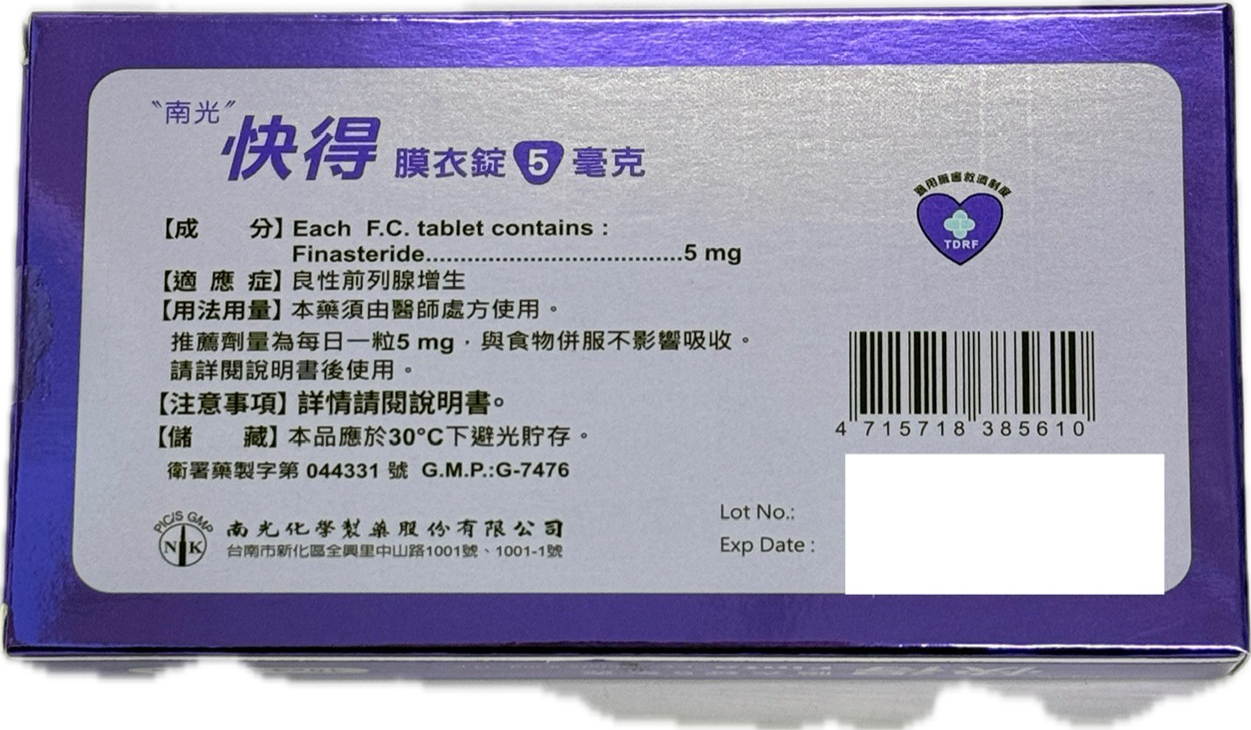 〝南光〞
快得 膜衣錠 5 毫克
適用藥害救濟制度
TDRF
【成 分】Each F.C. tablet contains :
Finasteride..................................5 mg
【適 應 症】良性前列腺增生
【用法用量】本藥須由醫師處方使用。
推薦劑量為每日一粒5 mg，與食物併服不影響吸收。
請詳閱說明書後使用。
【注意事項】詳情請閱說明書。
【儲 藏】本品應於30°C下避光貯存。
衛署藥製字第 044331 號 G.M.P.:G-7476
4 715718 385610
PIC/S GMP
N K
南光化學製藥股份有限公司
台南市新化區全興里中山路1001號、1001-1號
Lot No.:
Exp Date :